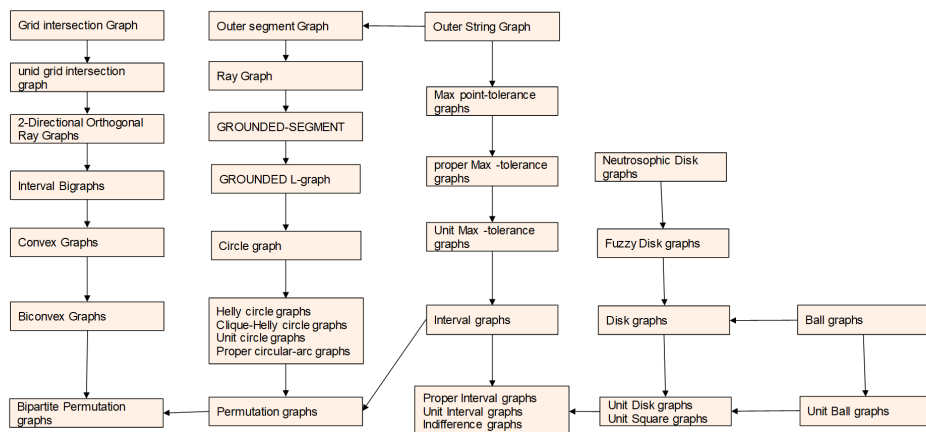 Grid intersection Graph
unid grid intersection
graph
2-Directional Orthogonal
Ray Graphs
Interval Bigraphs
Convex Graphs
Biconvex Graphs
Bipartite Permutation
graphs
Outer segment Graph
Ray Graph
GROUNDED-SEGMENT
GROUNDED L-graph
Circle graph
Helly circle graphs
Clique-Helly circle graphs
Unit circle graphs
Proper circular-arc graphs
Permutation graphs
Outer String Graph
Max point-tolerance
graphs
proper Max -tolerance
graphs
Unit Max -tolerance
graphs
Interval graphs
Proper Interval graphs
Unit Interval graphs
Indifference graphs
Neutrosophic Disk
graphs
Fuzzy Disk graphs
Disk graphs
Unit Disk graphs
Unit Square graphs
Ball graphs
Unit Ball graphs